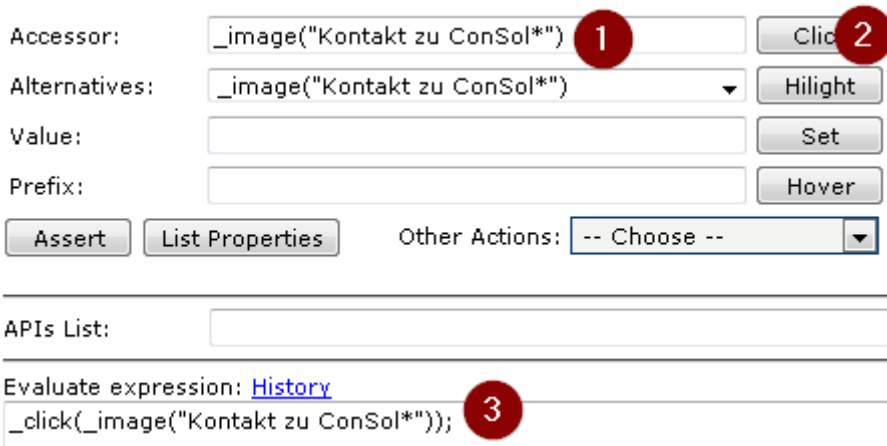 Accessor: _image("Kontakt zu ConSol*") 1 Clic 2
Alternatives: _image("Kontakt zu ConSol*") Hilight
Value: Set
Prefix: Hover
Assert List Properties Other Actions: -- Choose --
APIs List:
Evaluate expression: History
_click(_image("Kontakt zu ConSol*")); 3